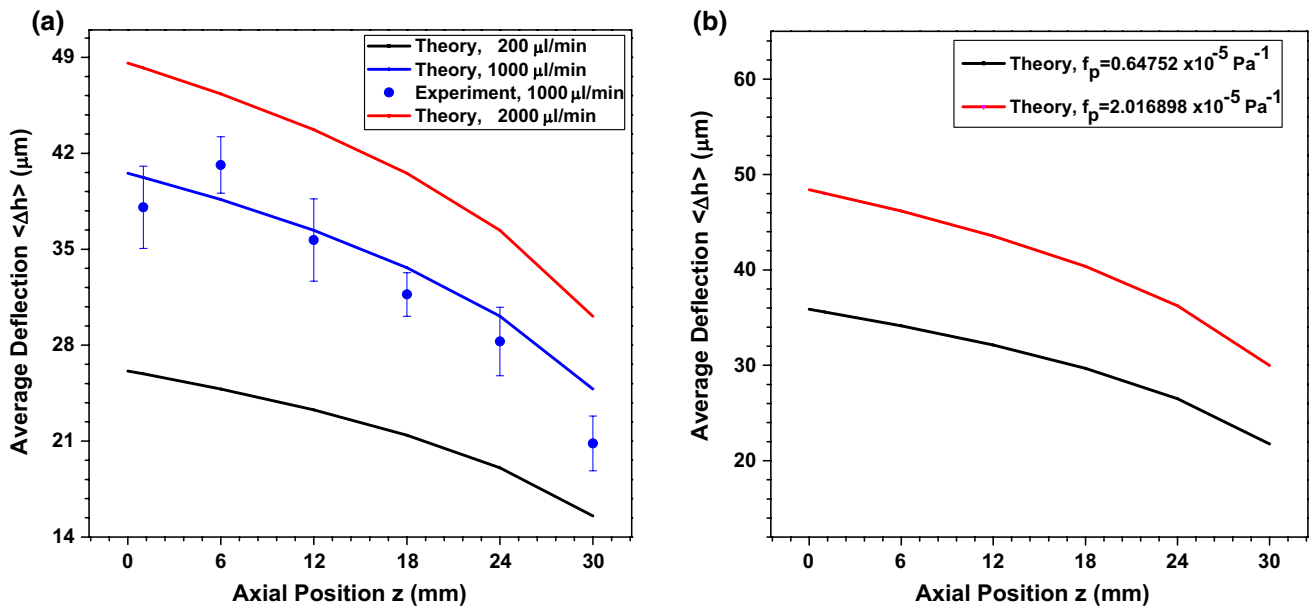 (a)
Theory, 200 µl/min
Theory, 1000 µl/min
Experiment, 1000 µl/min
Theory, 2000 µl/min
49
42
35
28
21
14
Average Deflection <Δh> (µm)
0 6 12 18 24 30
Axial Position z (mm)
(b)
Theory, f_p=0.64752 x10^-5 Pa^-1
Theory, f_p=2.016898 x10^-5 Pa^-1
60
50
40
30
20
Average Deflection <Δh> (µm)
0 6 12 18 24 30
Axial Position z (mm)